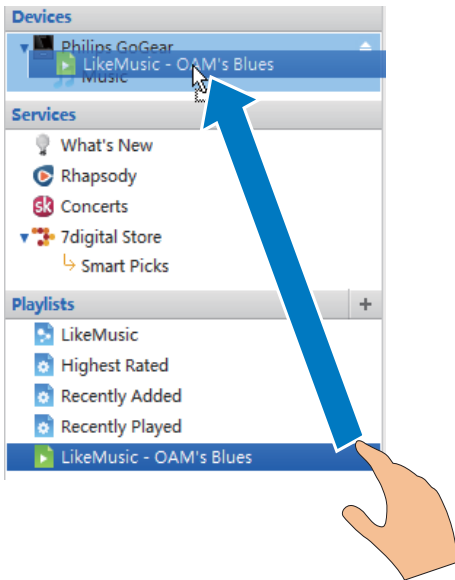 Devices
Philips GoGear
LikeMusic - OAM's Blues
Music
Services
What's New
Rhapsody
sk Concerts
7digital Store
Smart Picks
Playlists +
LikeMusic
Highest Rated
Recently Added
Recently Played
LikeMusic - OAM's Blues